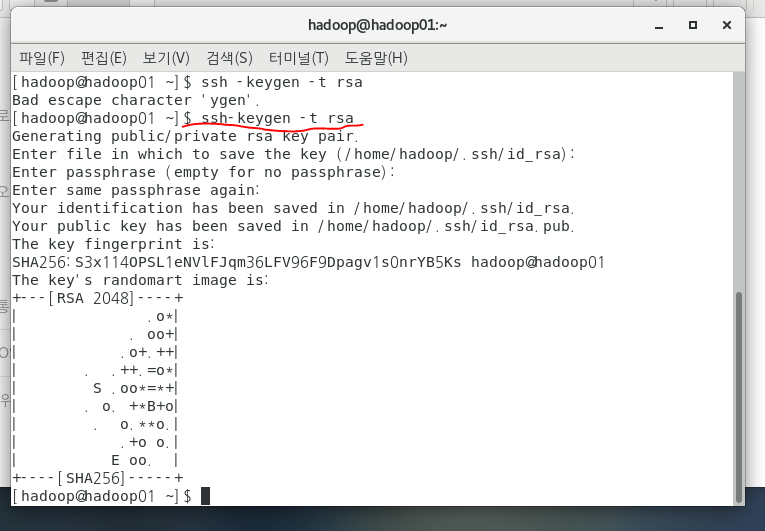 hadoop@hadoop01:~
파일(F) 편집(E) 보기(V) 검색(S) 터미널(T) 도움말(H)
[hadoop@hadoop01 ~]$ ssh -keygen -t rsa
Bad escape character 'ygen'.
[hadoop@hadoop01 ~]$ ssh-keygen -t rsa
Generating public/private rsa key pair.
Enter file in which to save the key (/home/hadoop/.ssh/id_rsa):
Enter passphrase (empty for no passphrase):
Enter same passphrase again:
Your identification has been saved in /home/hadoop/.ssh/id_rsa.
Your public key has been saved in /home/hadoop/.ssh/id_rsa.pub.
The key fingerprint is:
SHA256:S3x114OPSL1eNVlFJqm36LFV96F9Dpagv1s0nrYB5Ks hadoop@hadoop01
The key's randomart image is:
+---[RSA 2048]----+
|               .o*|
|             . oo+|
|            .o+.++|
|        .  .++.=o*|
|         S .oo*=*+|
|        . o. +*B+o|
|         .  o.**o.|
|            .+o o.|
|           E oo.  |
+----[SHA256]-----+
[hadoop@hadoop01 ~]$